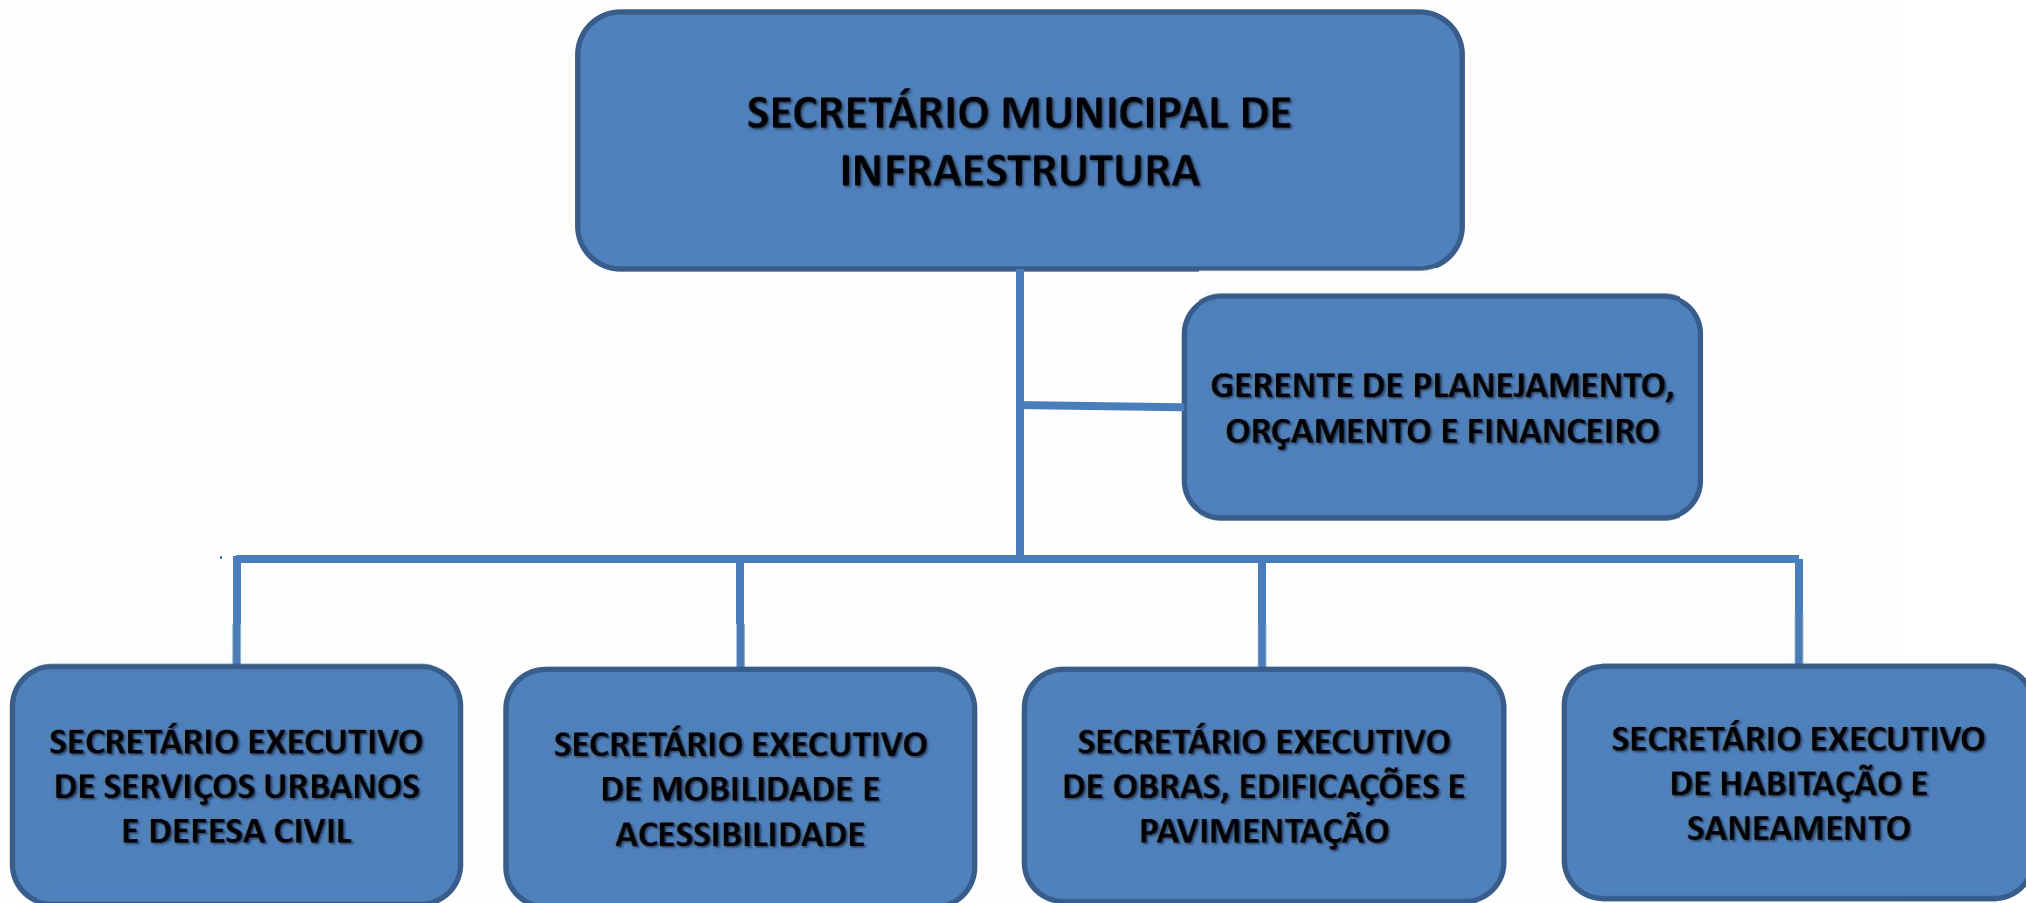 SECRETÁRIO MUNICIPAL DE
INFRAESTRUTURA
GERENTE DE PLANEJAMENTO,
ORÇAMENTO E FINANCEIRO
SECRETÁRIO EXECUTIVO
DE SERVIÇOS URBANOS
E DEFESA CIVIL
SECRETÁRIO EXECUTIVO
DE MOBILIDADE E
ACESSIBILIDADE
SECRETÁRIO EXECUTIVO
DE OBRAS, EDIFICAÇÕES E
PAVIMENTAÇÃO
SECRETÁRIO EXECUTIVO
DE HABITAÇÃO E
SANEAMENTO